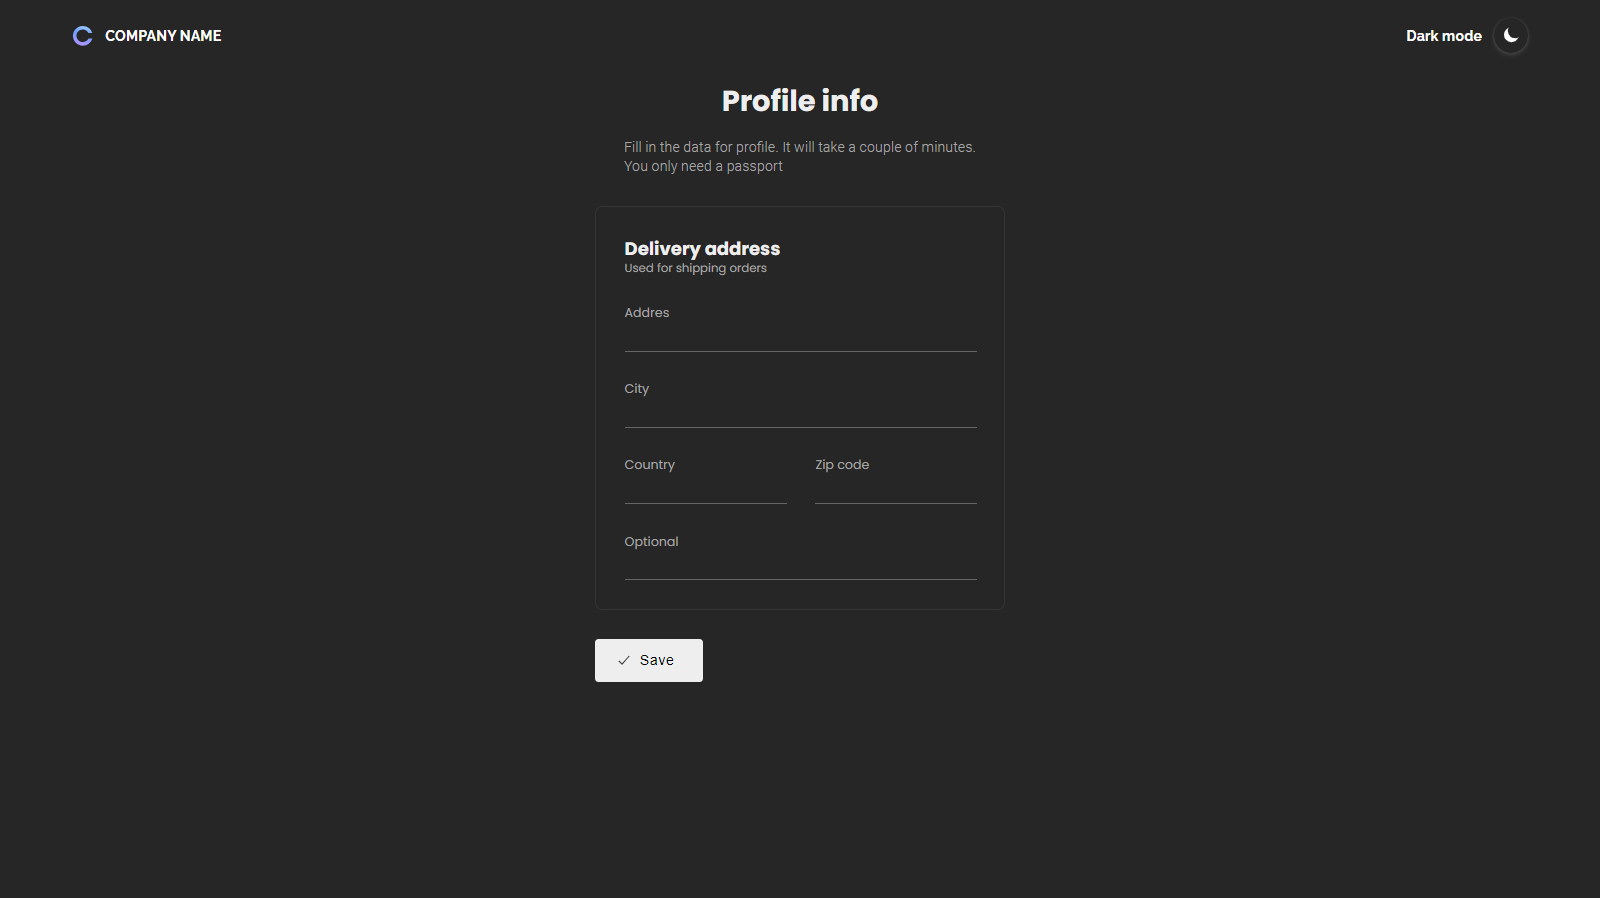 COMPANY NAME
Dark mode
Profile info
Fill in the data for profile. It will take a couple of minutes.
You only need a passport
Delivery address
Used for shipping orders
Addres
City
Country
Zip code
Optional
Save